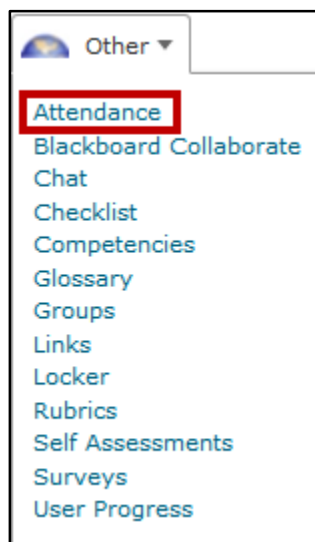 Other
Attendance
Blackboard Collaborate
Chat
Checklist
Competencies
Glossary
Groups
Links
Locker
Rubrics
Self Assessments
Surveys
User Progress